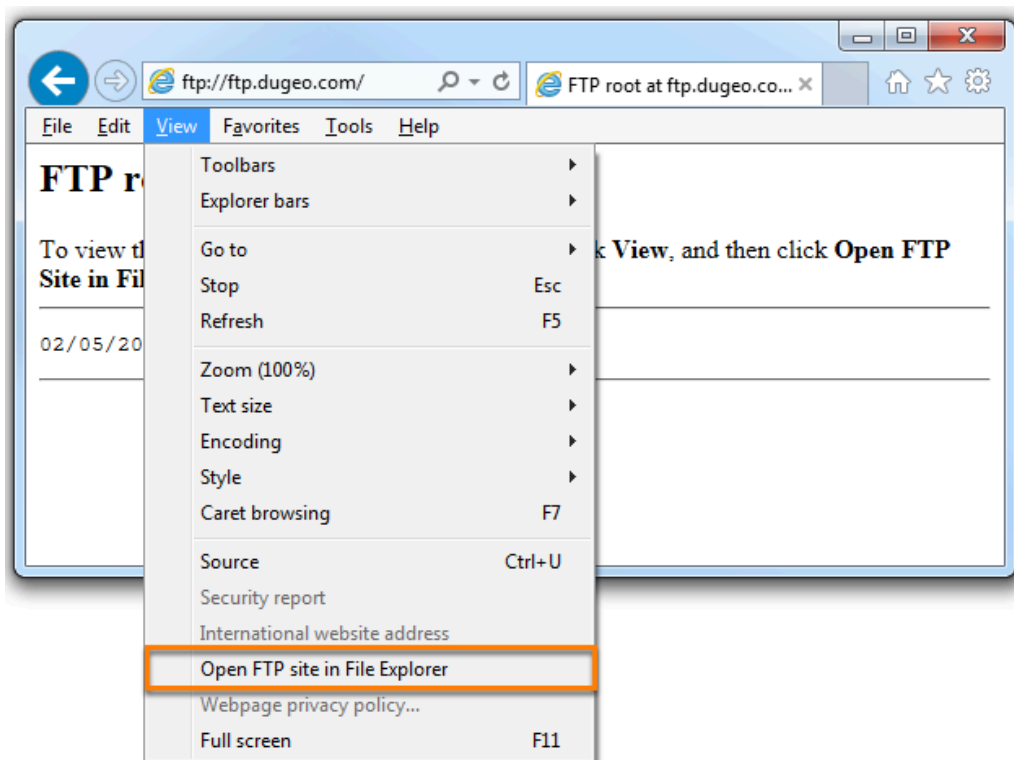 ftp://ftp.dugeo.com/ FTP root at ftp.dugeo.co...
File Edit View Favorites Tools Help
FTP r
To view t k View, and then click Open FTP
Site in Fil
02/05/20
Toolbars
Explorer bars
Go to
Stop Esc
Refresh F5
Zoom (100%)
Text size
Encoding
Style
Caret browsing F7
Source Ctrl+U
Security report
International website address
Open FTP site in File Explorer
Webpage privacy policy...
Full screen F11